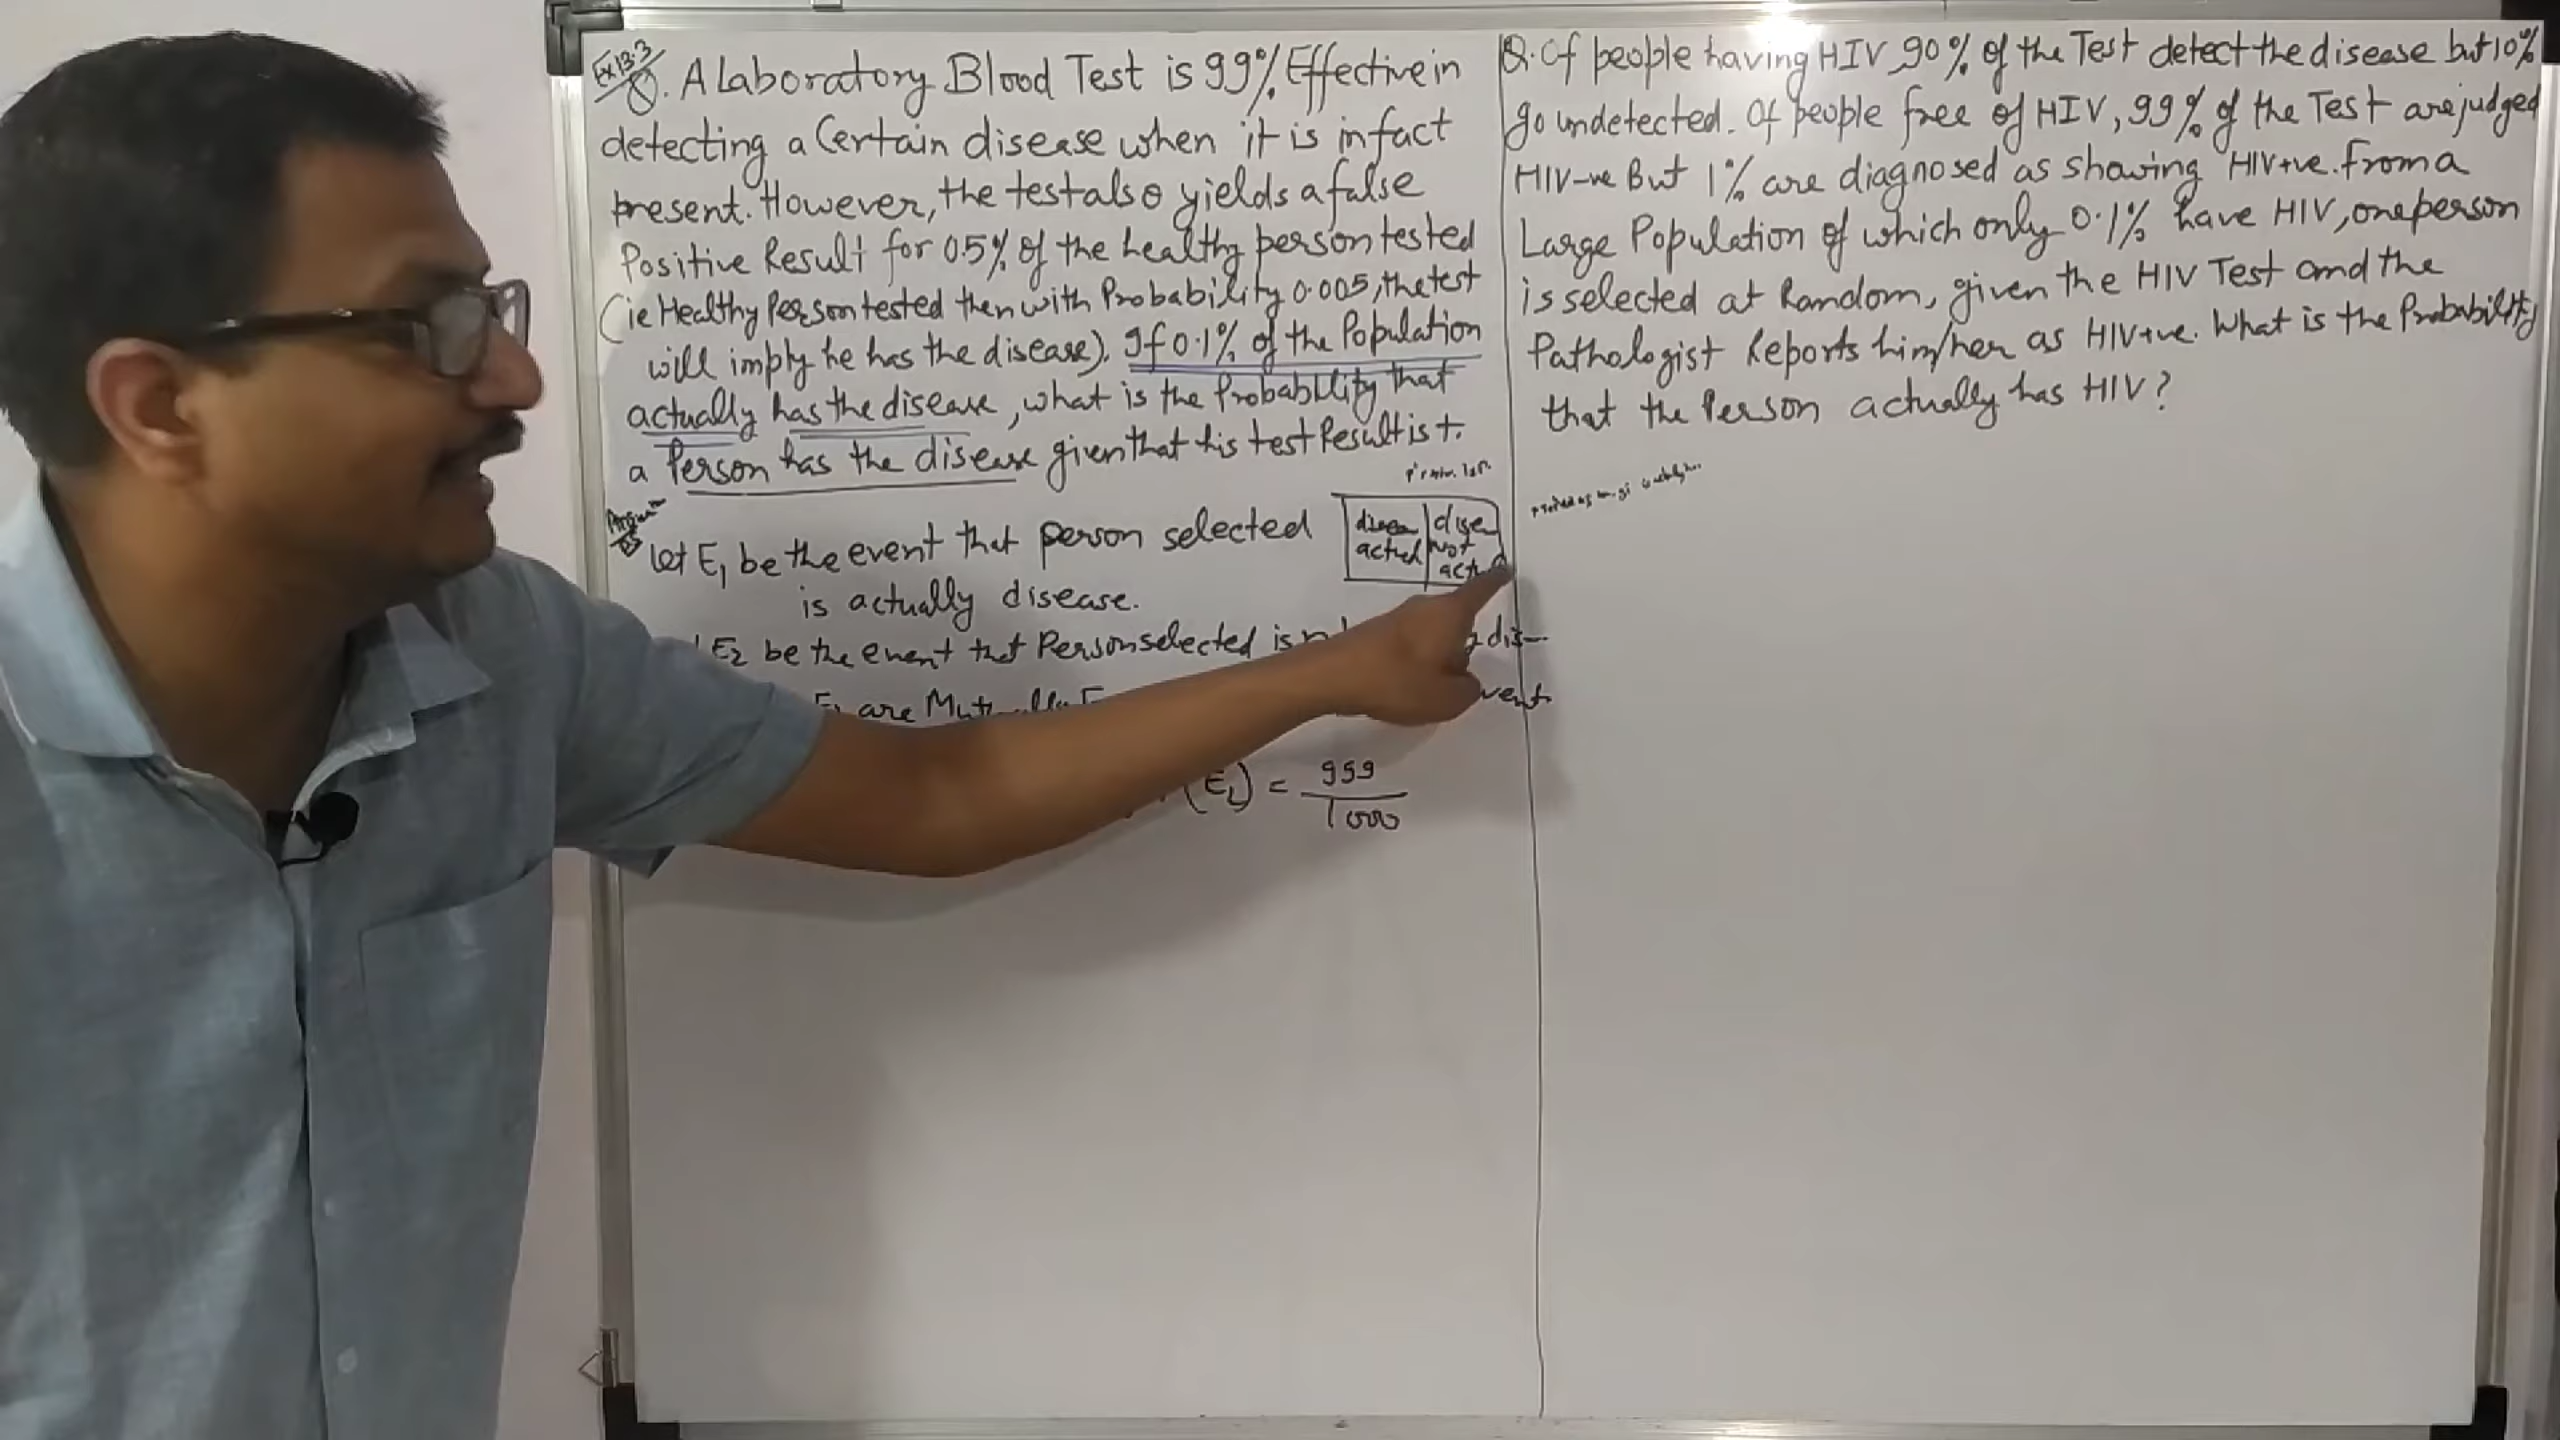 Ex 13.3
Q. A Laboratory Blood Test is 99% Effective in
detecting a Certain disease when it is infact
present. However, the test also yields a false
Positive Result for 0.5% of the healthy person tested
(ie Healthy Person tested then with Probability 0.005, the test
will imply he has the disease). If 0.1% of the Population
actually has the disease, what is the Probability that
a Person has the disease given that his test Result is +.
Let E1 be the event that person selected
is actually disease.
E2 be the event that Person selected is
are Mutually
disea actual
dise not
(E2) = 999/1000
Q. Of people having HIV, 90% of the Test detect the disease but 10%
go undetected. Of people free of HIV, 99% of the Test are judged
HIV-ve But 1% are diagnosed as showing HIV+ve. From a
Large Population of which only 0.1% have HIV, one person
is selected at Random, given the HIV Test and the
Pathologist Reports him/her as HIV+ve. What is the Probability
that the Person actually has HIV?